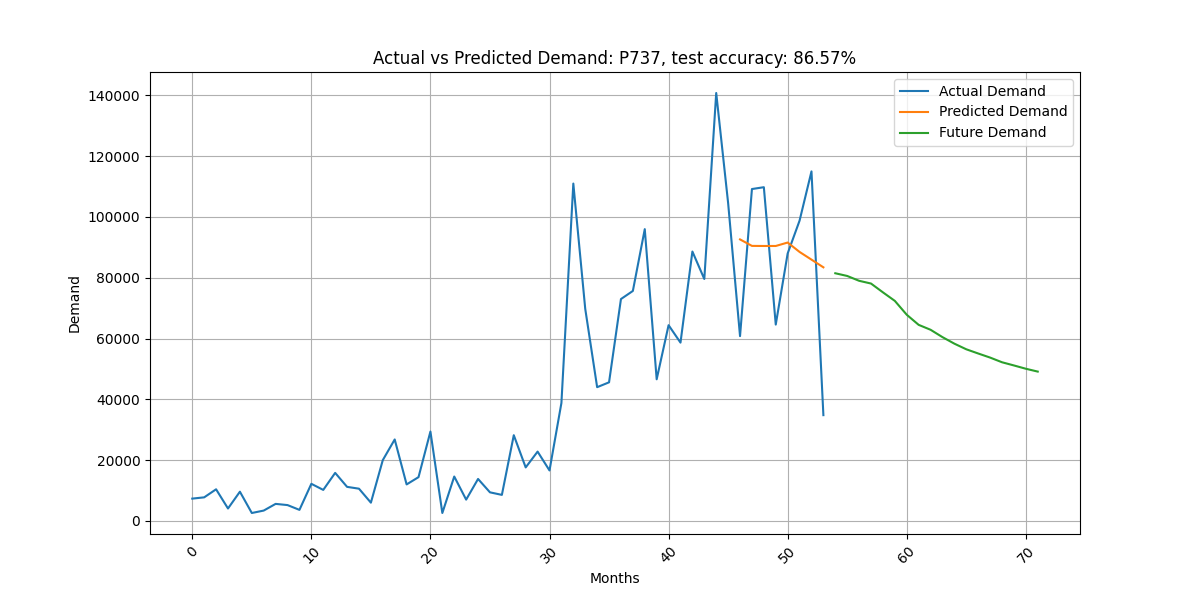 Actual vs Predicted Demand: P737, test accuracy: 86.57%
Actual Demand
Predicted Demand
Future Demand
140000
120000
100000
80000
60000
40000
20000
0
Demand
0 10 20 30 40 50 60 70
Months